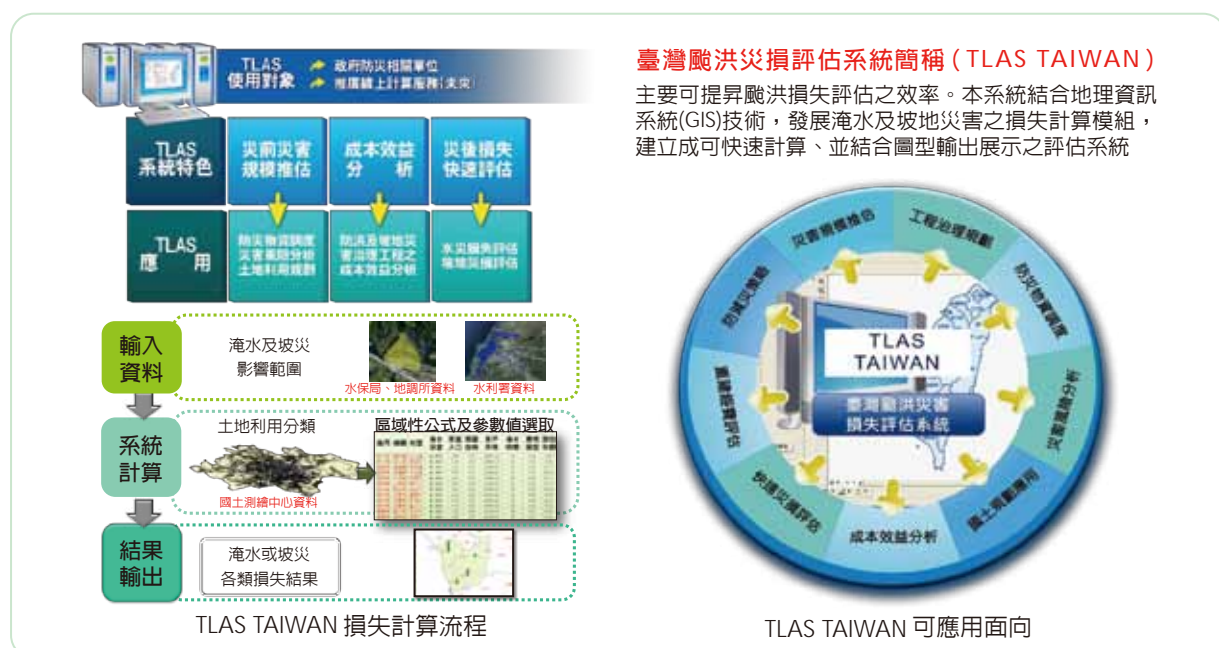 TLAS
使用對象
政府防災相關單位
推廣線上計算服務(未來)
TLAS
系統特色
災前災害
規模推估
成本效益
分 析
災後損失
快速評估
TLAS
應 用
防災物資調度
災害風險分析
土地利用規劃
防洪及坡地災
害治理工程之
成本效益分析
水災損失評估
坡地災損評估
輸入
資料
淹水及坡災
影響範圍
水保局、地調所資料
水利署資料
系統
計算
土地利用分類
國土測繪中心資料
區域性公式及參數值選取
結果
輸出
淹水或坡災
各類損失結果
TLAS TAIWAN 損失計算流程
臺灣颱洪災損評估系統簡稱 ( TLAS TAIWAN )
主要可提昇颱洪損失評估之效率。本系統結合地理資訊
系統(GIS)技術，發展淹水及坡地災害之損失計算模組，
建立成可快速計算、並結合圖型輸出展示之評估系統
災害規模推估
工程治理規劃
防災物資調度
災害風險分析
國土規劃應用
成本效益分析
快速災損評估
防減災策略
TLAS
TAIWAN
臺灣颱洪災害
損失評估系統
TLAS TAIWAN 可應用面向